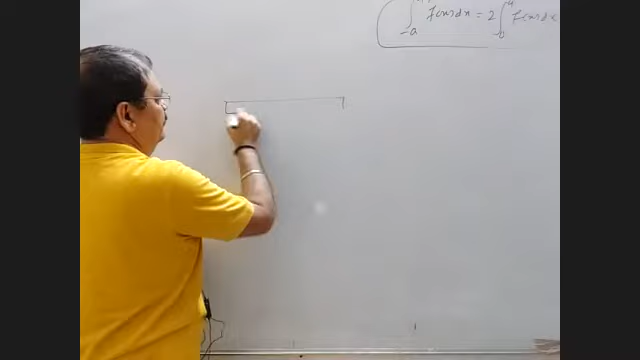 ∫_{-a}^{a} f(x)dx = 2∫_{0}^{a} f(x)dx